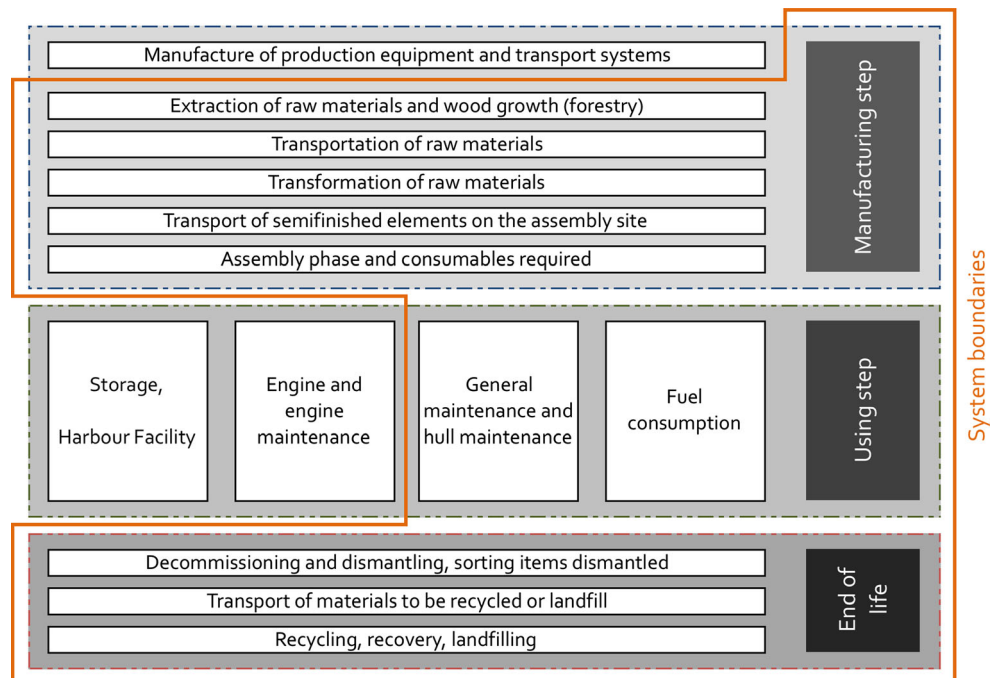 Manufacture of production equipment and transport systems
Extraction of raw materials and wood growth (forestry)
Transportation of raw materials
Transformation of raw materials
Transport of semifinished elements on the assembly site
Assembly phase and consumables required
Manufacturing step
Storage,
Harbour Facility
Engine and
engine
maintenance
General
maintenance and
hull maintenance
Fuel
consumption
Using step
Decommissioning and dismantling, sorting items dismantled
Transport of materials to be recycled or landfill
Recycling, recovery, landfilling
End of
life
System boundaries